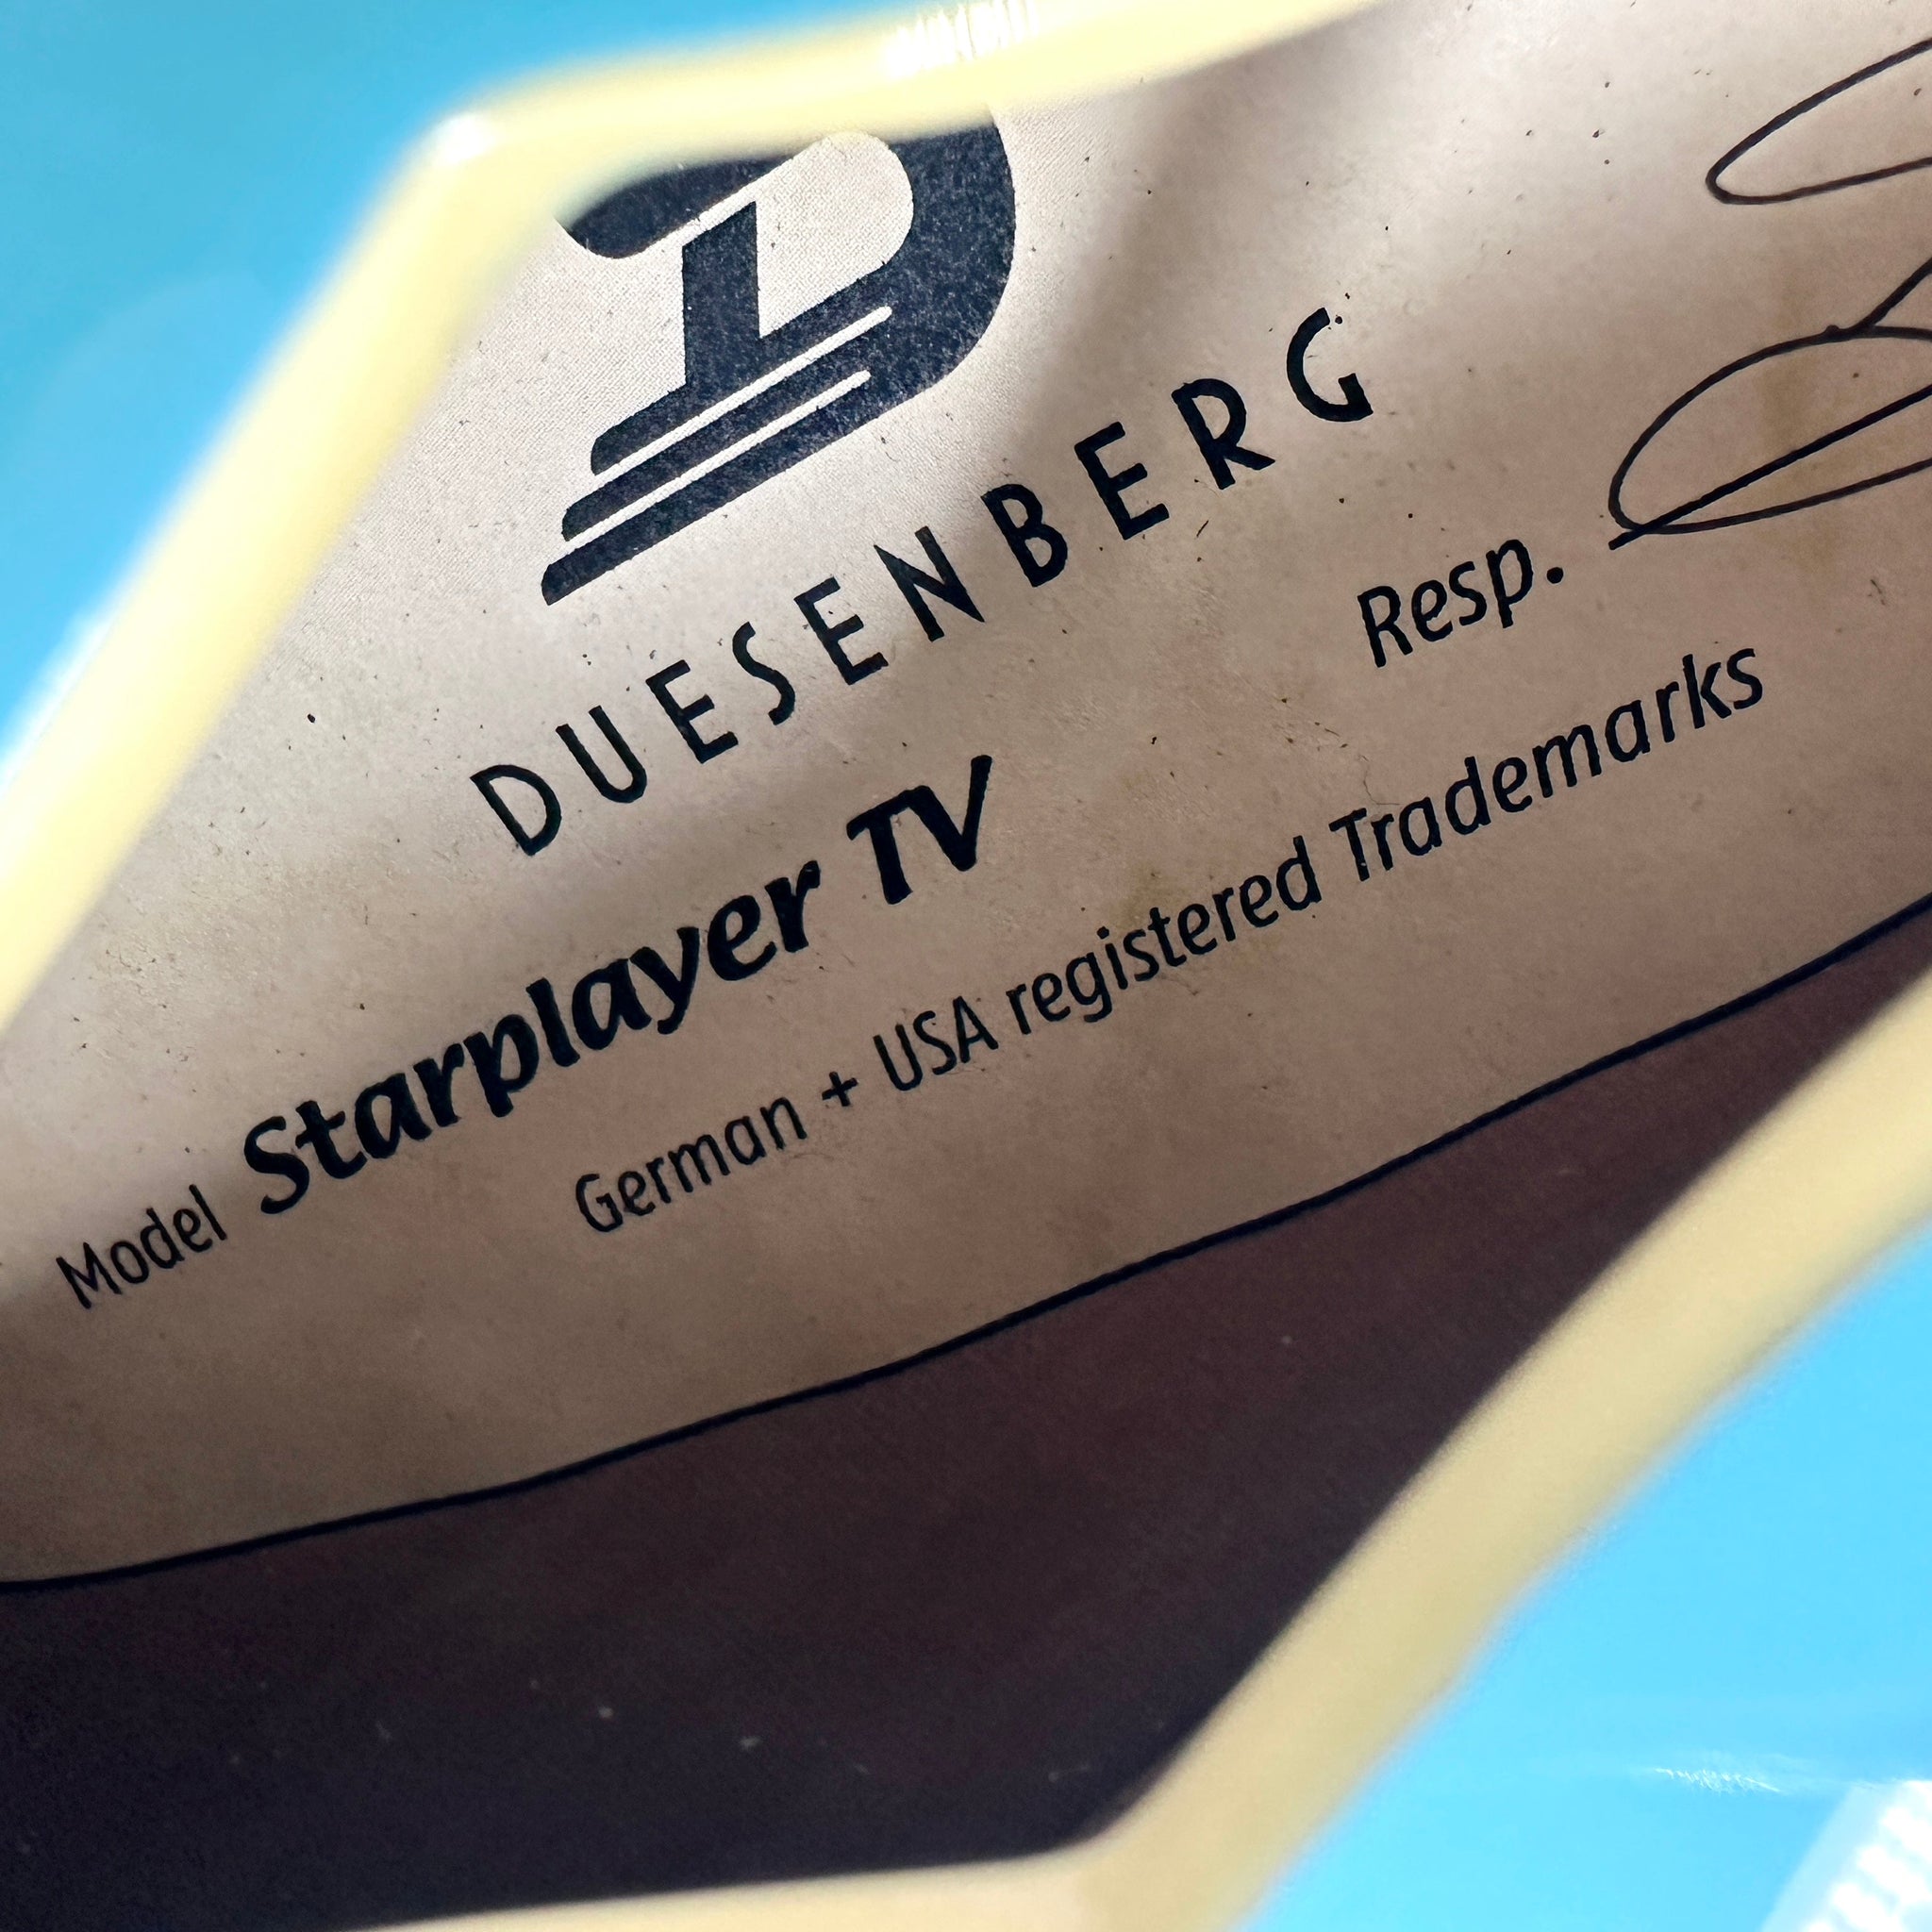 D
DUESENBERG
Resp.
Model Starplayer TV
German + USA registered Trademarks